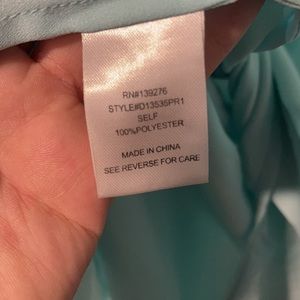 RN#139276
STYLE#D13535PR1
SELF
100%POLYESTER
MADE IN CHINA
SEE REVERSE FOR CARE